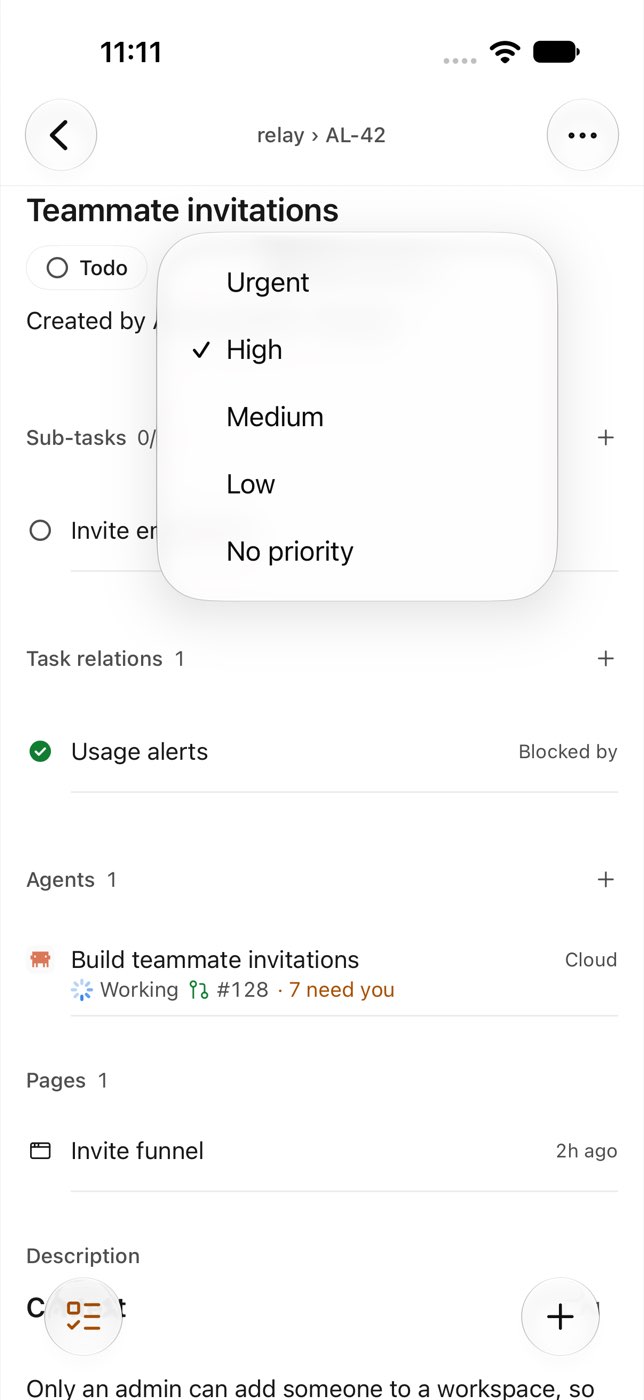 11:11
relay › AL-42
Teammate invitations
Todo
Urgent
High
Medium
Low
No priority
Created by
Sub-tasks 0/
Invite
Task relations 1
Usage alerts
Blocked by
Agents 1
Build teammate invitations
Cloud
Working #128 · 7 need you
Pages 1
Invite funnel
2h ago
Description
Only an admin can add someone to a workspace, so